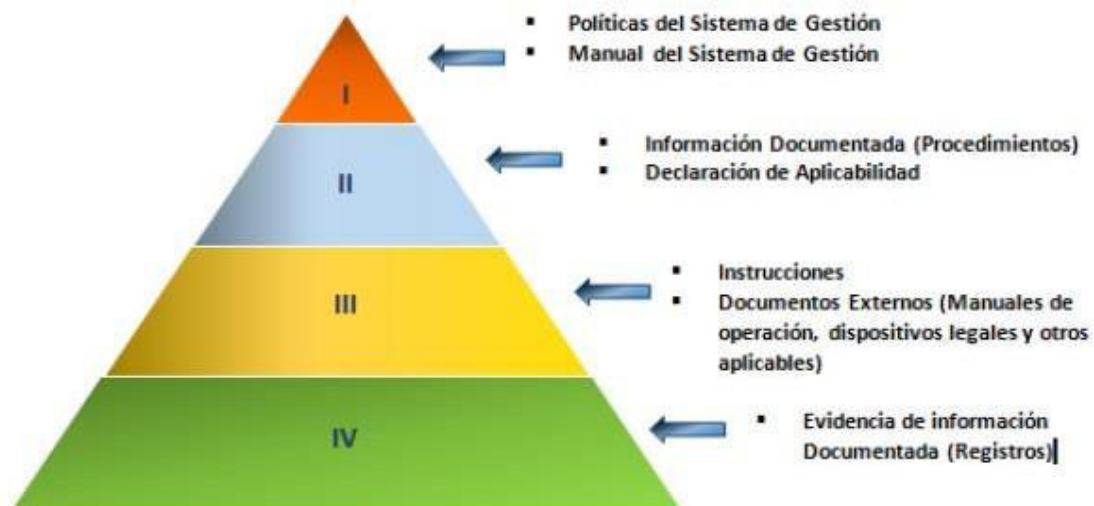 ▪ Políticas del Sistema de Gestión
▪ Manual del Sistema de Gestión
I
▪ Información Documentada (Procedimientos)
▪ Declaración de Aplicabilidad
II
▪ Instrucciones
▪ Documentos Externos (Manuales de
operación, dispositivos legales y otros
aplicables)
III
▪ Evidencia de información
Documentada (Registros)
IV